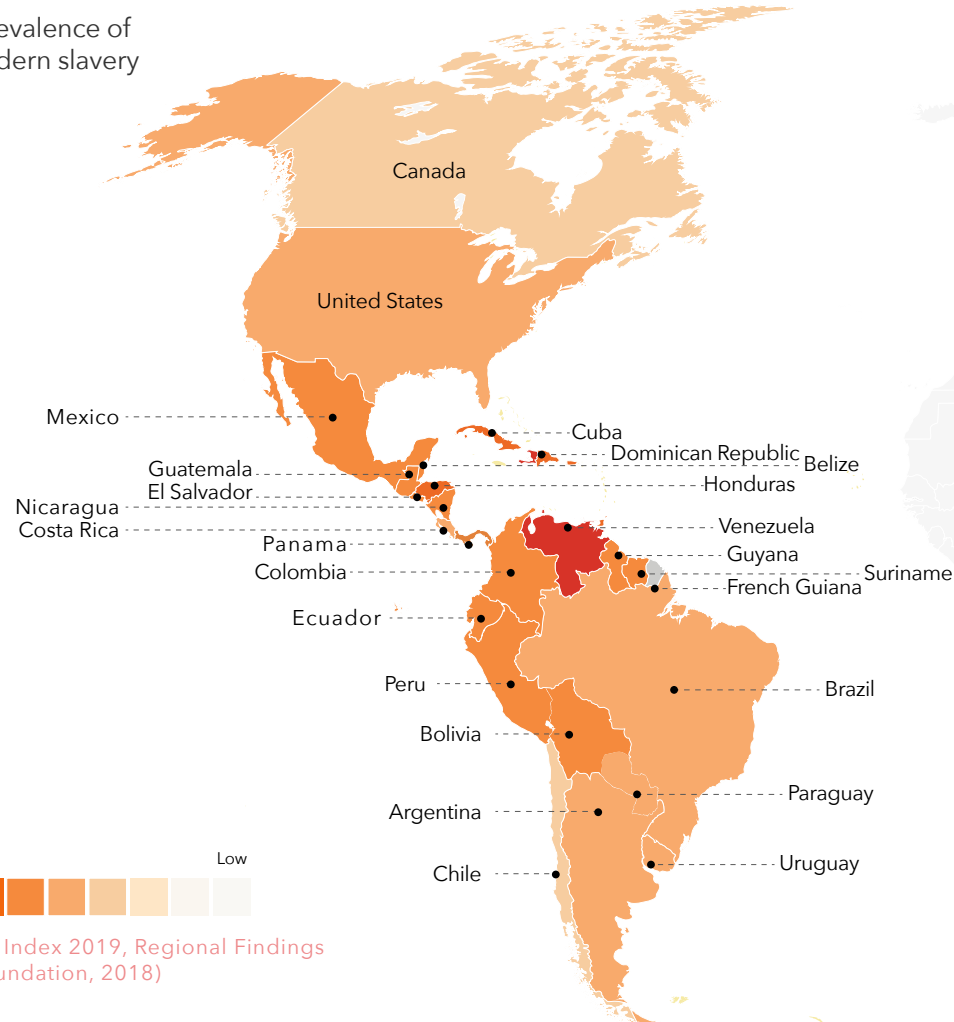 evalence of
dern slavery
Canada
United States
Mexico
Cuba
Dominican Republic
Belize
Guatemala
Honduras
El Salvador
Nicaragua
Costa Rica
Venezuela
Panama
Guyana
Colombia
Suriname
French Guiana
Ecuador
Peru
Brazil
Bolivia
Paraguay
Argentina
Uruguay
Chile
Low
Index 2019, Regional Findings
undation, 2018)